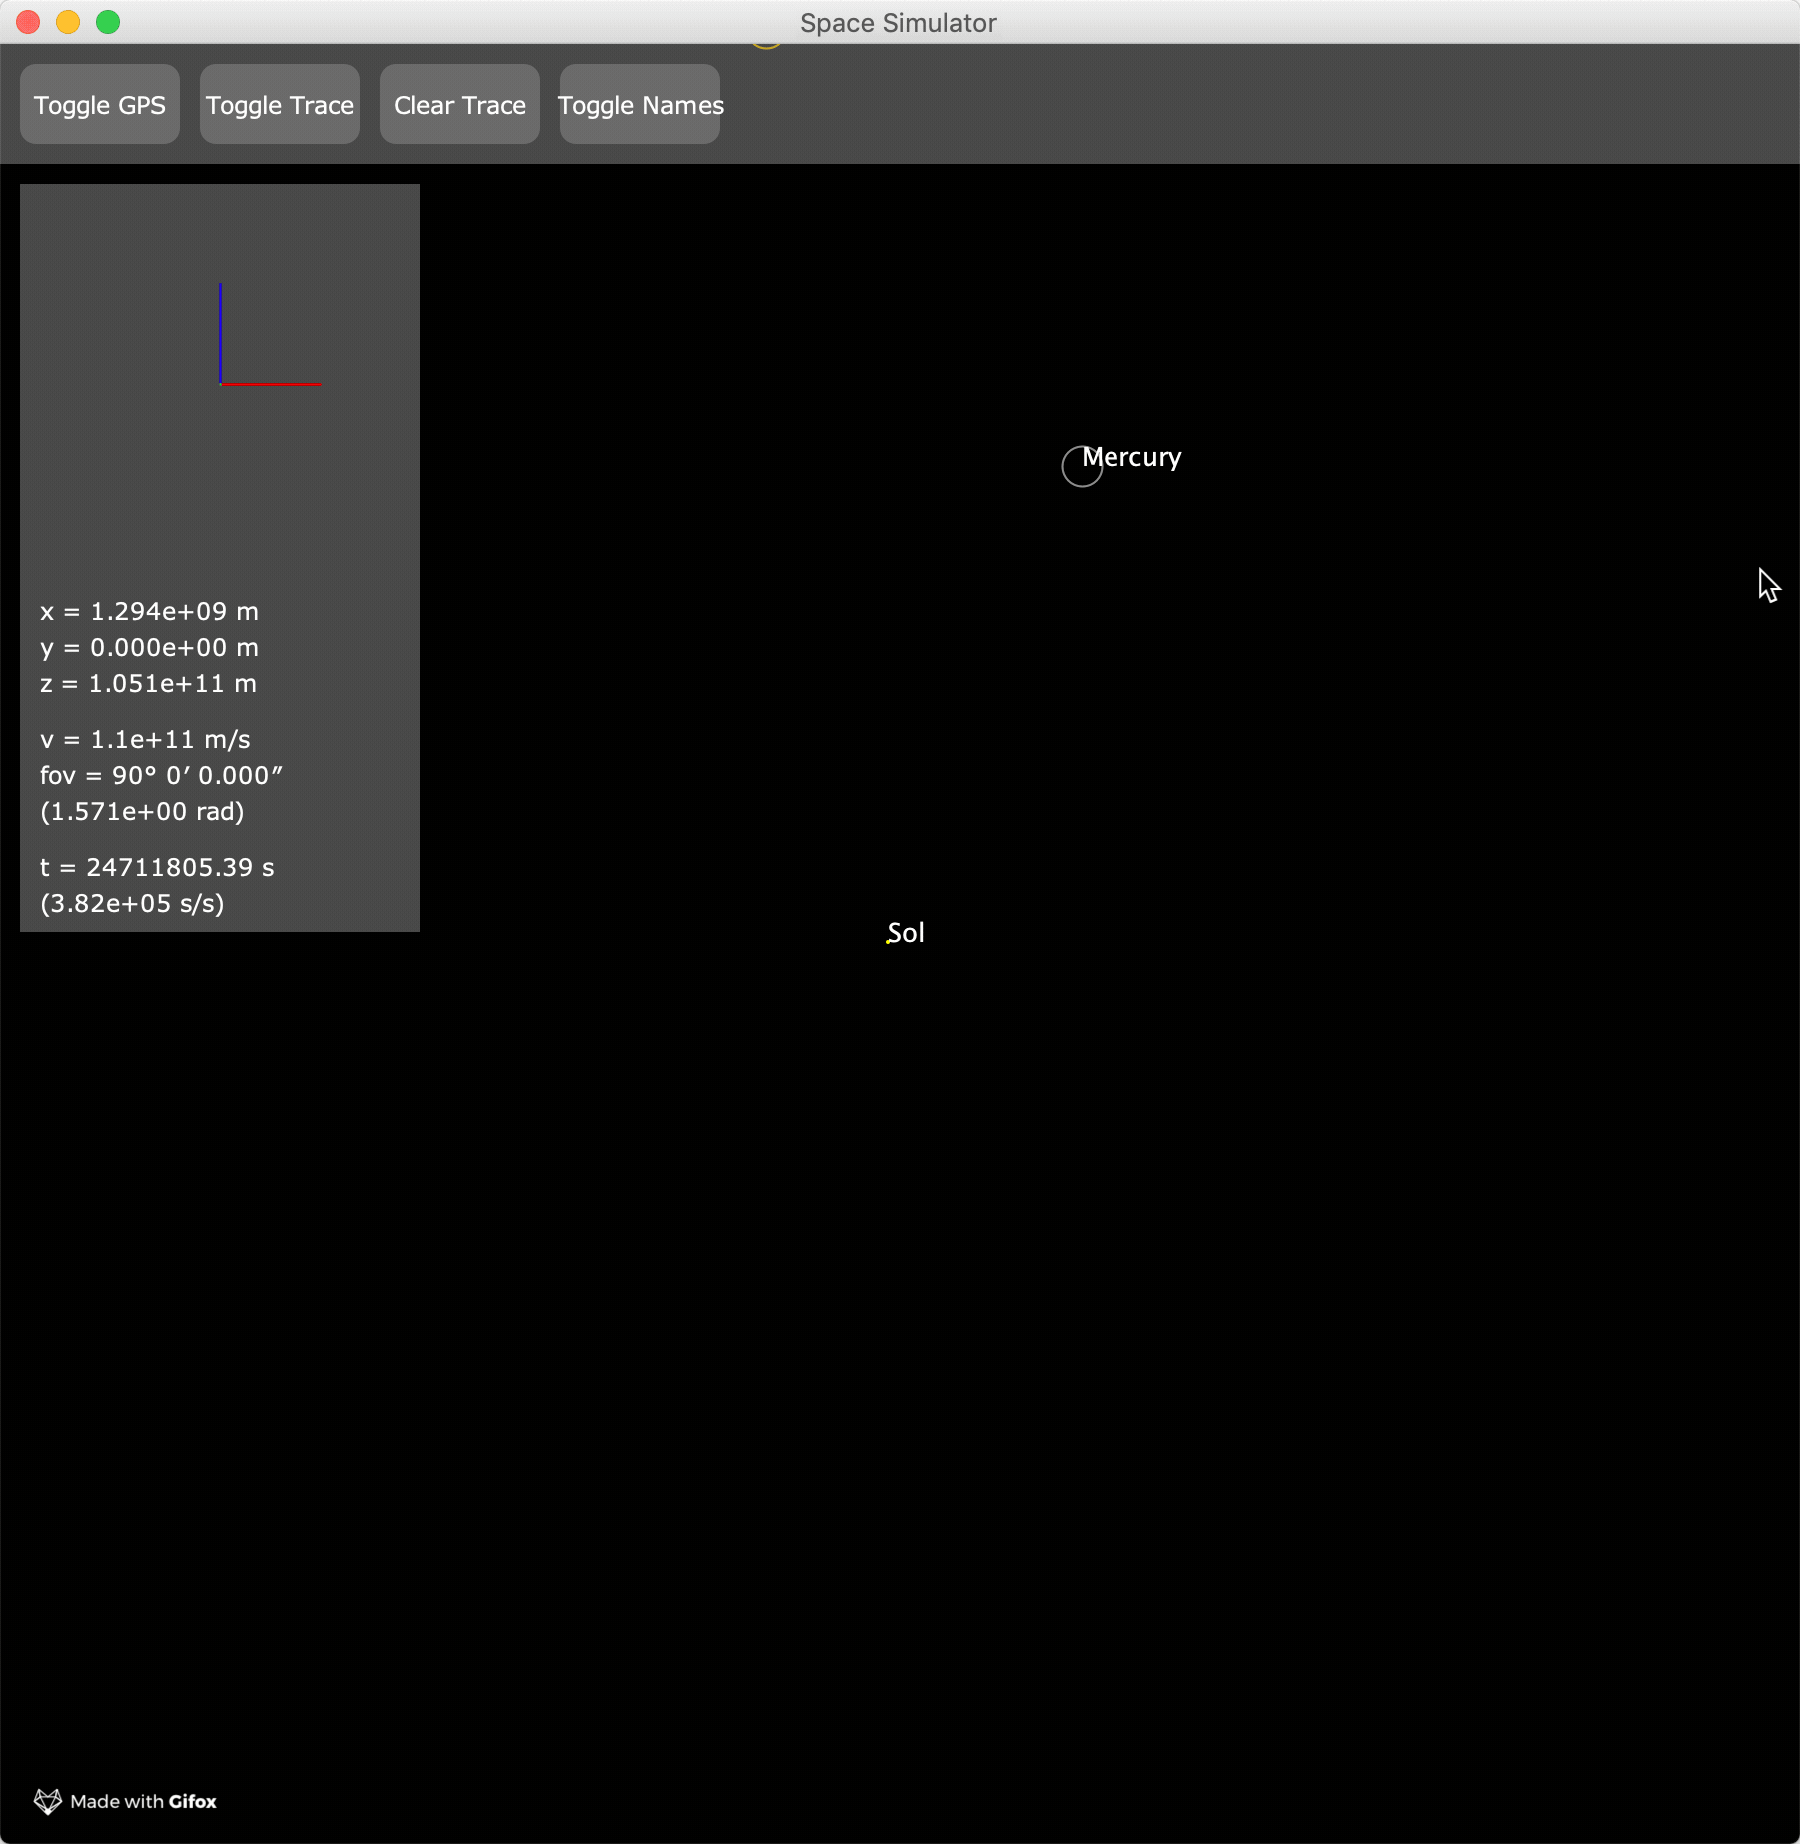 Space Simulator
Toggle GPS
Toggle Trace
Clear Trace
Toggle Names
Mercury
x = 1.294e+09 m
y = 0.000e+00 m
z = 1.051e+11 m
v = 1.1e+11 m/s
fov = 90° 0′ 0.000″
(1.571e+00 rad)
t = 24711805.39 s
(3.82e+05 s/s)
Sol
Made with Gifox